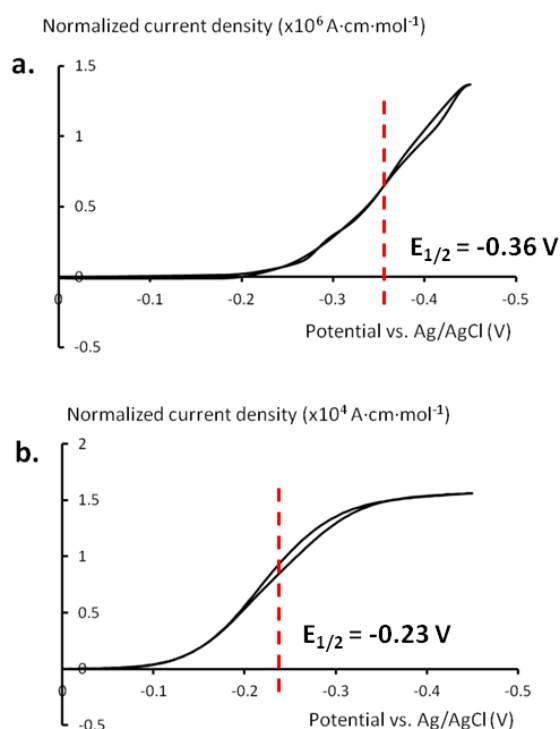 Normalized current density (x10⁶ A·cm·mol⁻¹)
a.
1.5
1
0.5
0
0 -0.1 -0.2 -0.3 -0.4 -0.5
E1/2 = -0.36 V
Potential vs. Ag/AgCl (V)
-0.5
Normalized current density (x10⁴ A·cm·mol⁻¹)
b.
2
1.5
1
0.5
0
0 -0.1 -0.2 -0.3 -0.4 -0.5
E1/2 = -0.23 V
Potential vs. Ag/AgCl (V)
-0.5